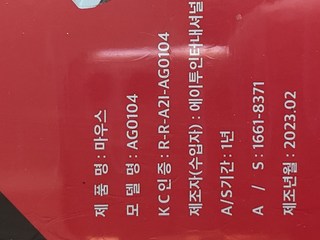 제 품 명 : 마우스
모 델 명 : AG0104
K C 인 증 : R-R-A2I-AG0104
제조자(수입자) : 에이투인터내셔널
A/S기간 : 1년
A / S : 1661-8371
제조년월 : 2023.02